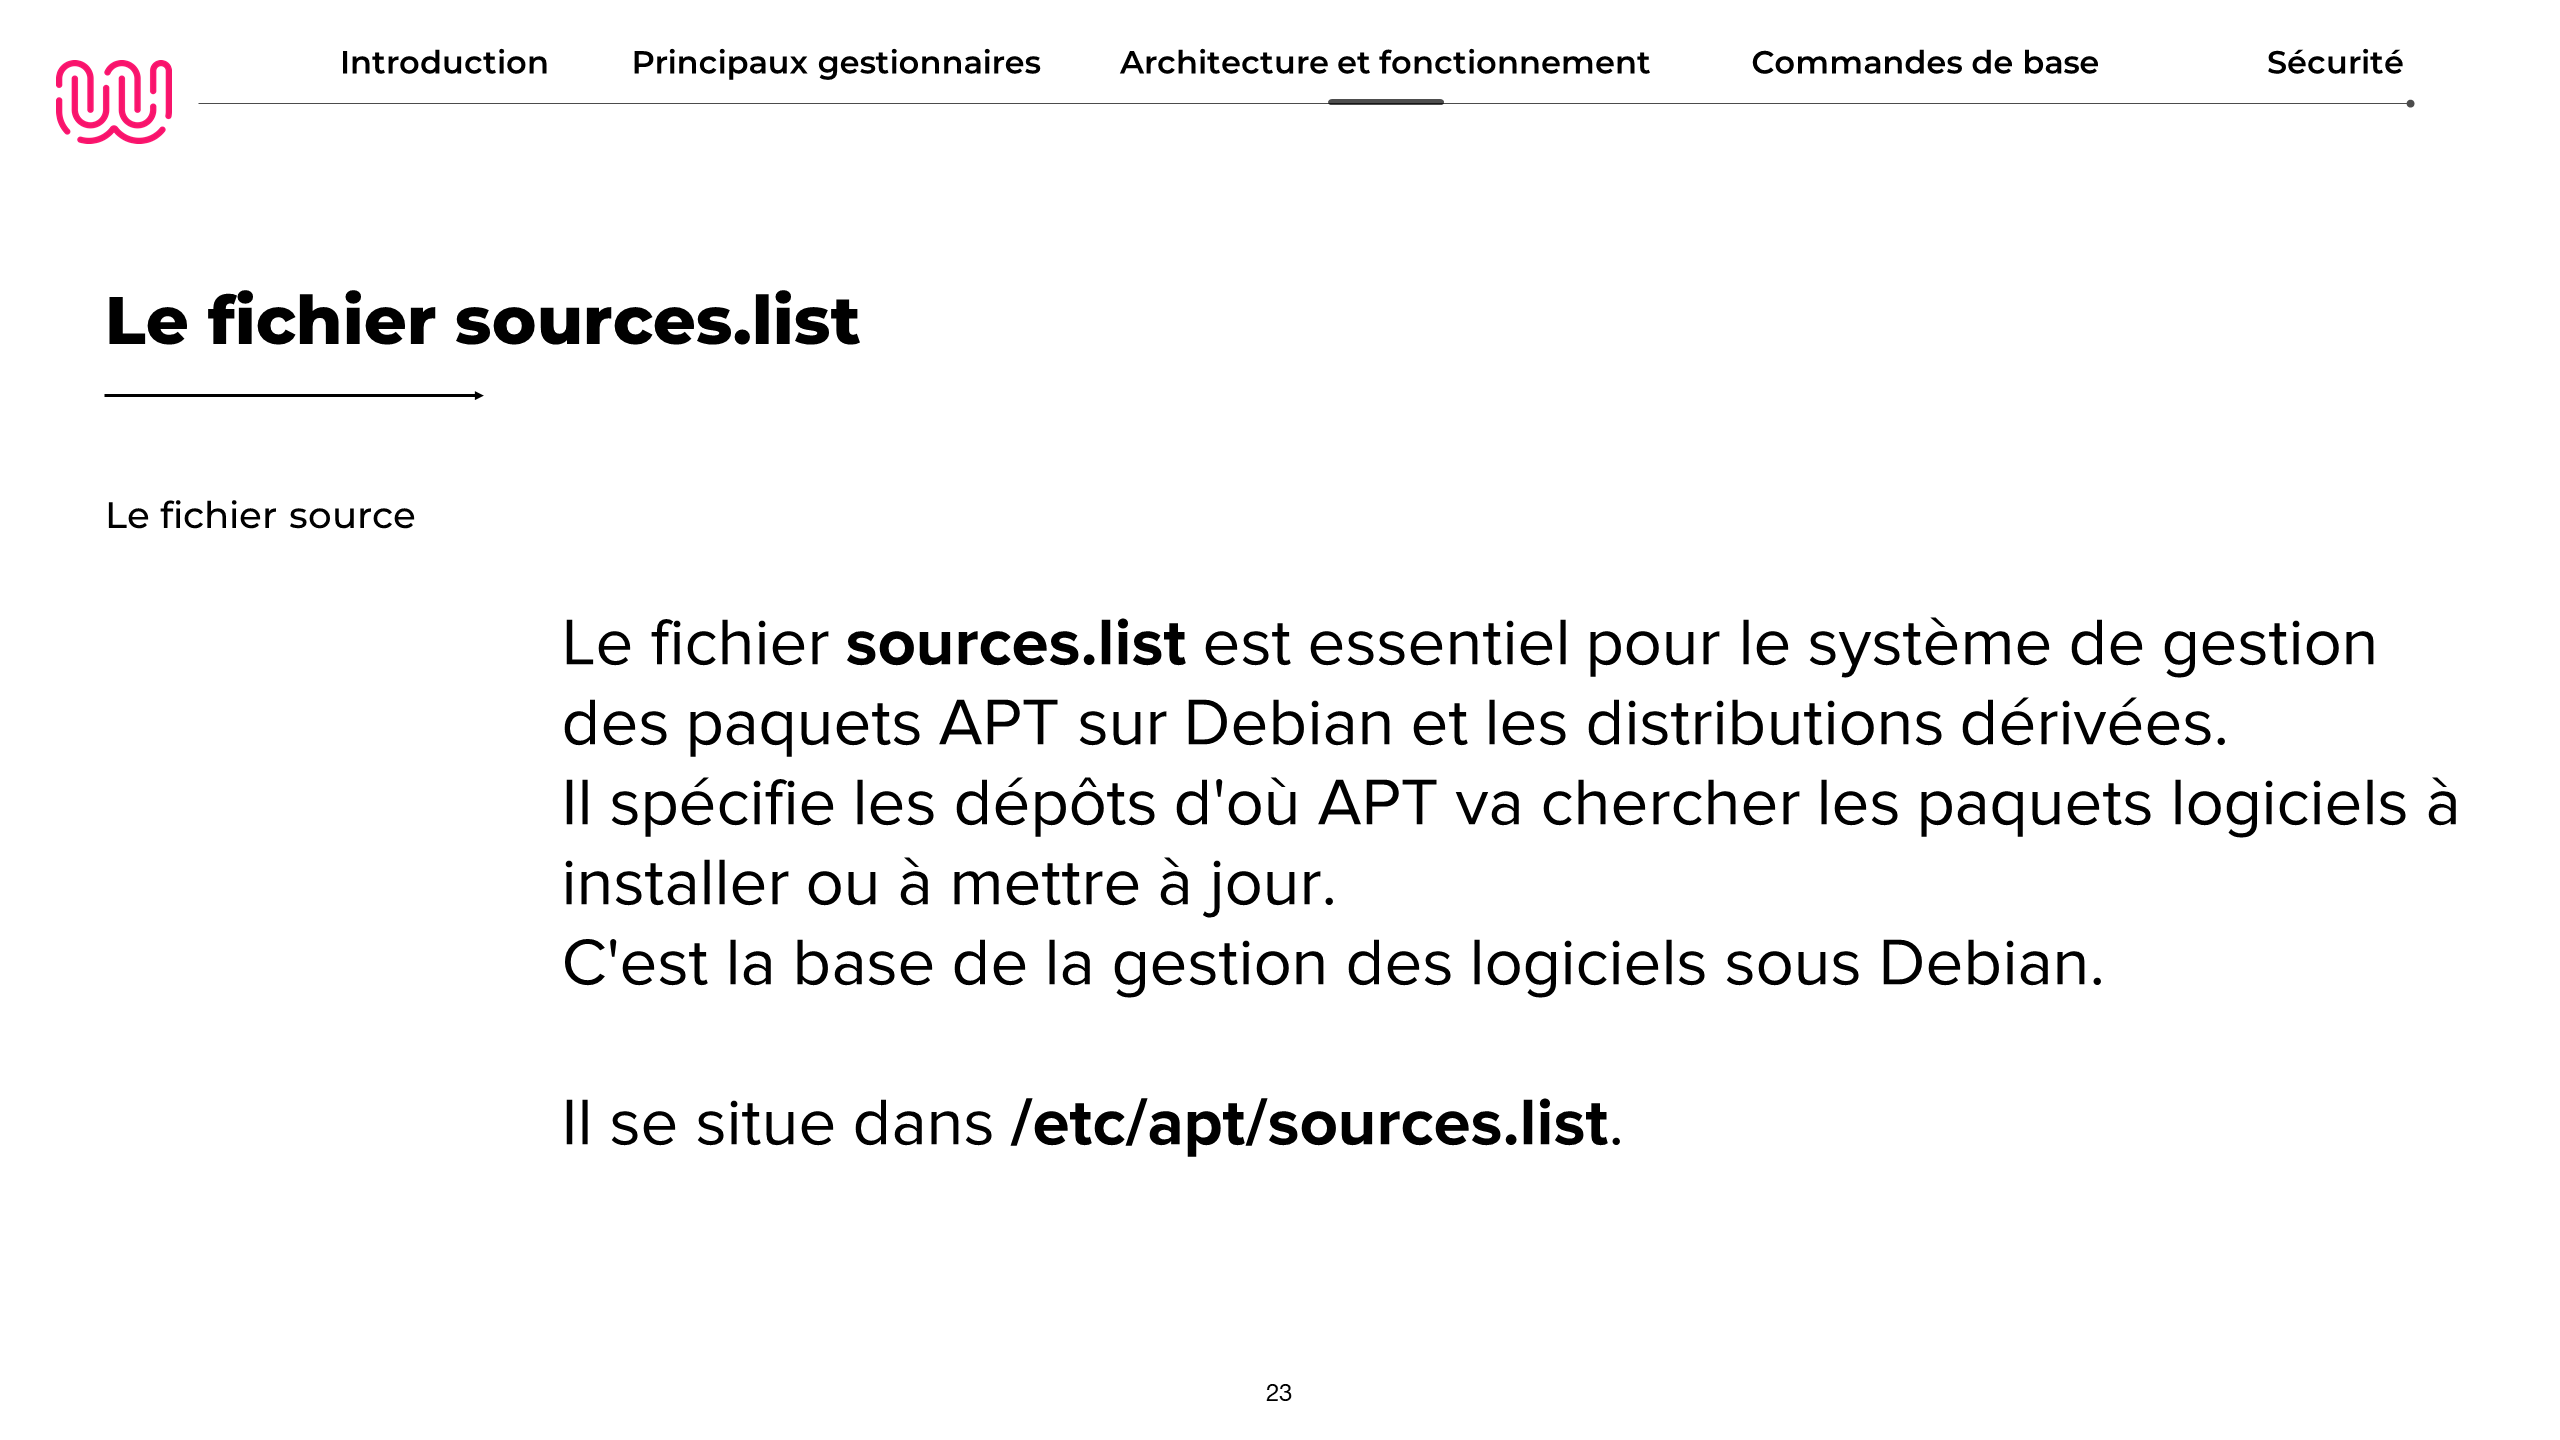 Introduction
Principaux gestionnaires
Architecture et fonctionnement
Commandes de base
Sécurité
Le fichier sources.list
Le fichier source
Le fichier sources.list est essentiel pour le système de gestion
des paquets APT sur Debian et les distributions dérivées.
Il spécifie les dépôts d'où APT va chercher les paquets logiciels à
installer ou à mettre à jour.
C'est la base de la gestion des logiciels sous Debian.
Il se situe dans /etc/apt/sources.list.
23